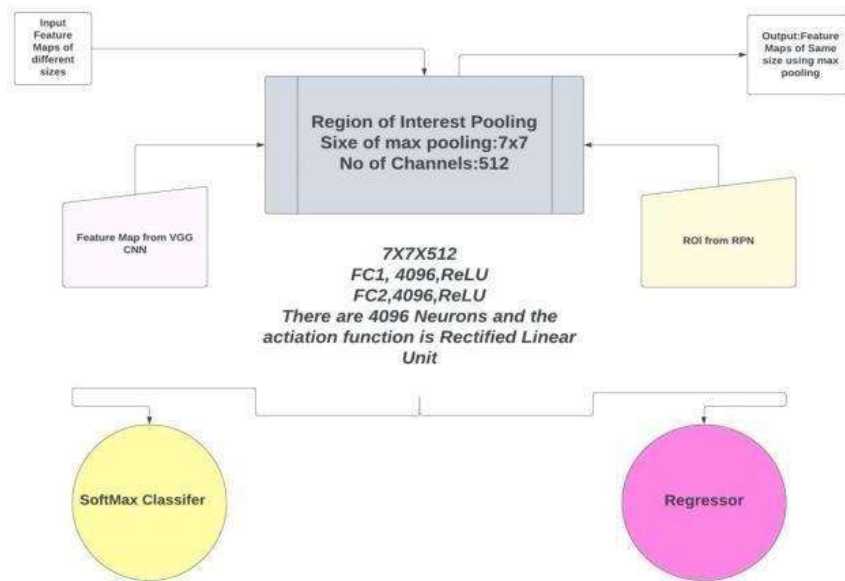 Input
Feature
Maps of
different
sizes
Output:Feature
Maps of Same
size using max
pooling
Region of Interest Pooling
Sixe of max pooling:7x7
No of Channels:512
Feature Map from VGG
CNN
ROI from RPN
7X7X512
FC1, 4096,ReLU
FC2,4096,ReLU
There are 4096 Neurons and the
actiation function is Rectified Linear
Unit
SoftMax Classifer
Regressor